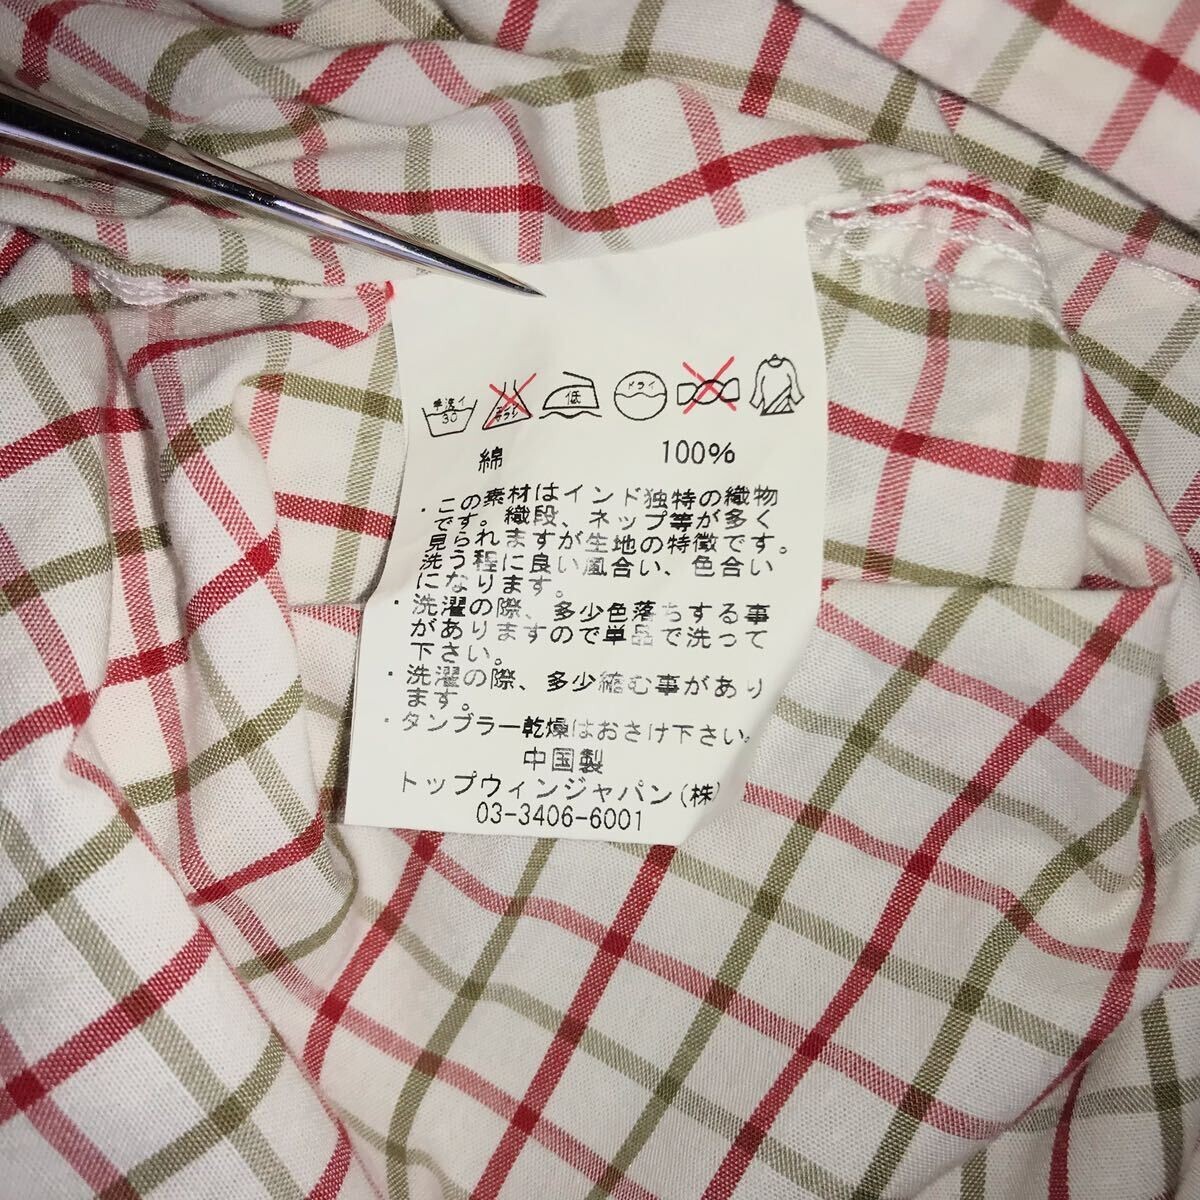 手洗イ 30 エンソサラシ 低 ドライ
綿 100%
・この素材はインド独特の織物
です。織段、ネップ等が多く
見られますが生地の特徴です。
洗う程に良い風合い、色合い
になります。
・洗濯の際、多少色落ちする事
がありますので単品で洗って
下さい。
・洗濯の際、多少縮む事があり
ます。
・タンブラー乾燥はおさけ下さい。
中国製
トップウィンジャパン(株)
03-3406-6001